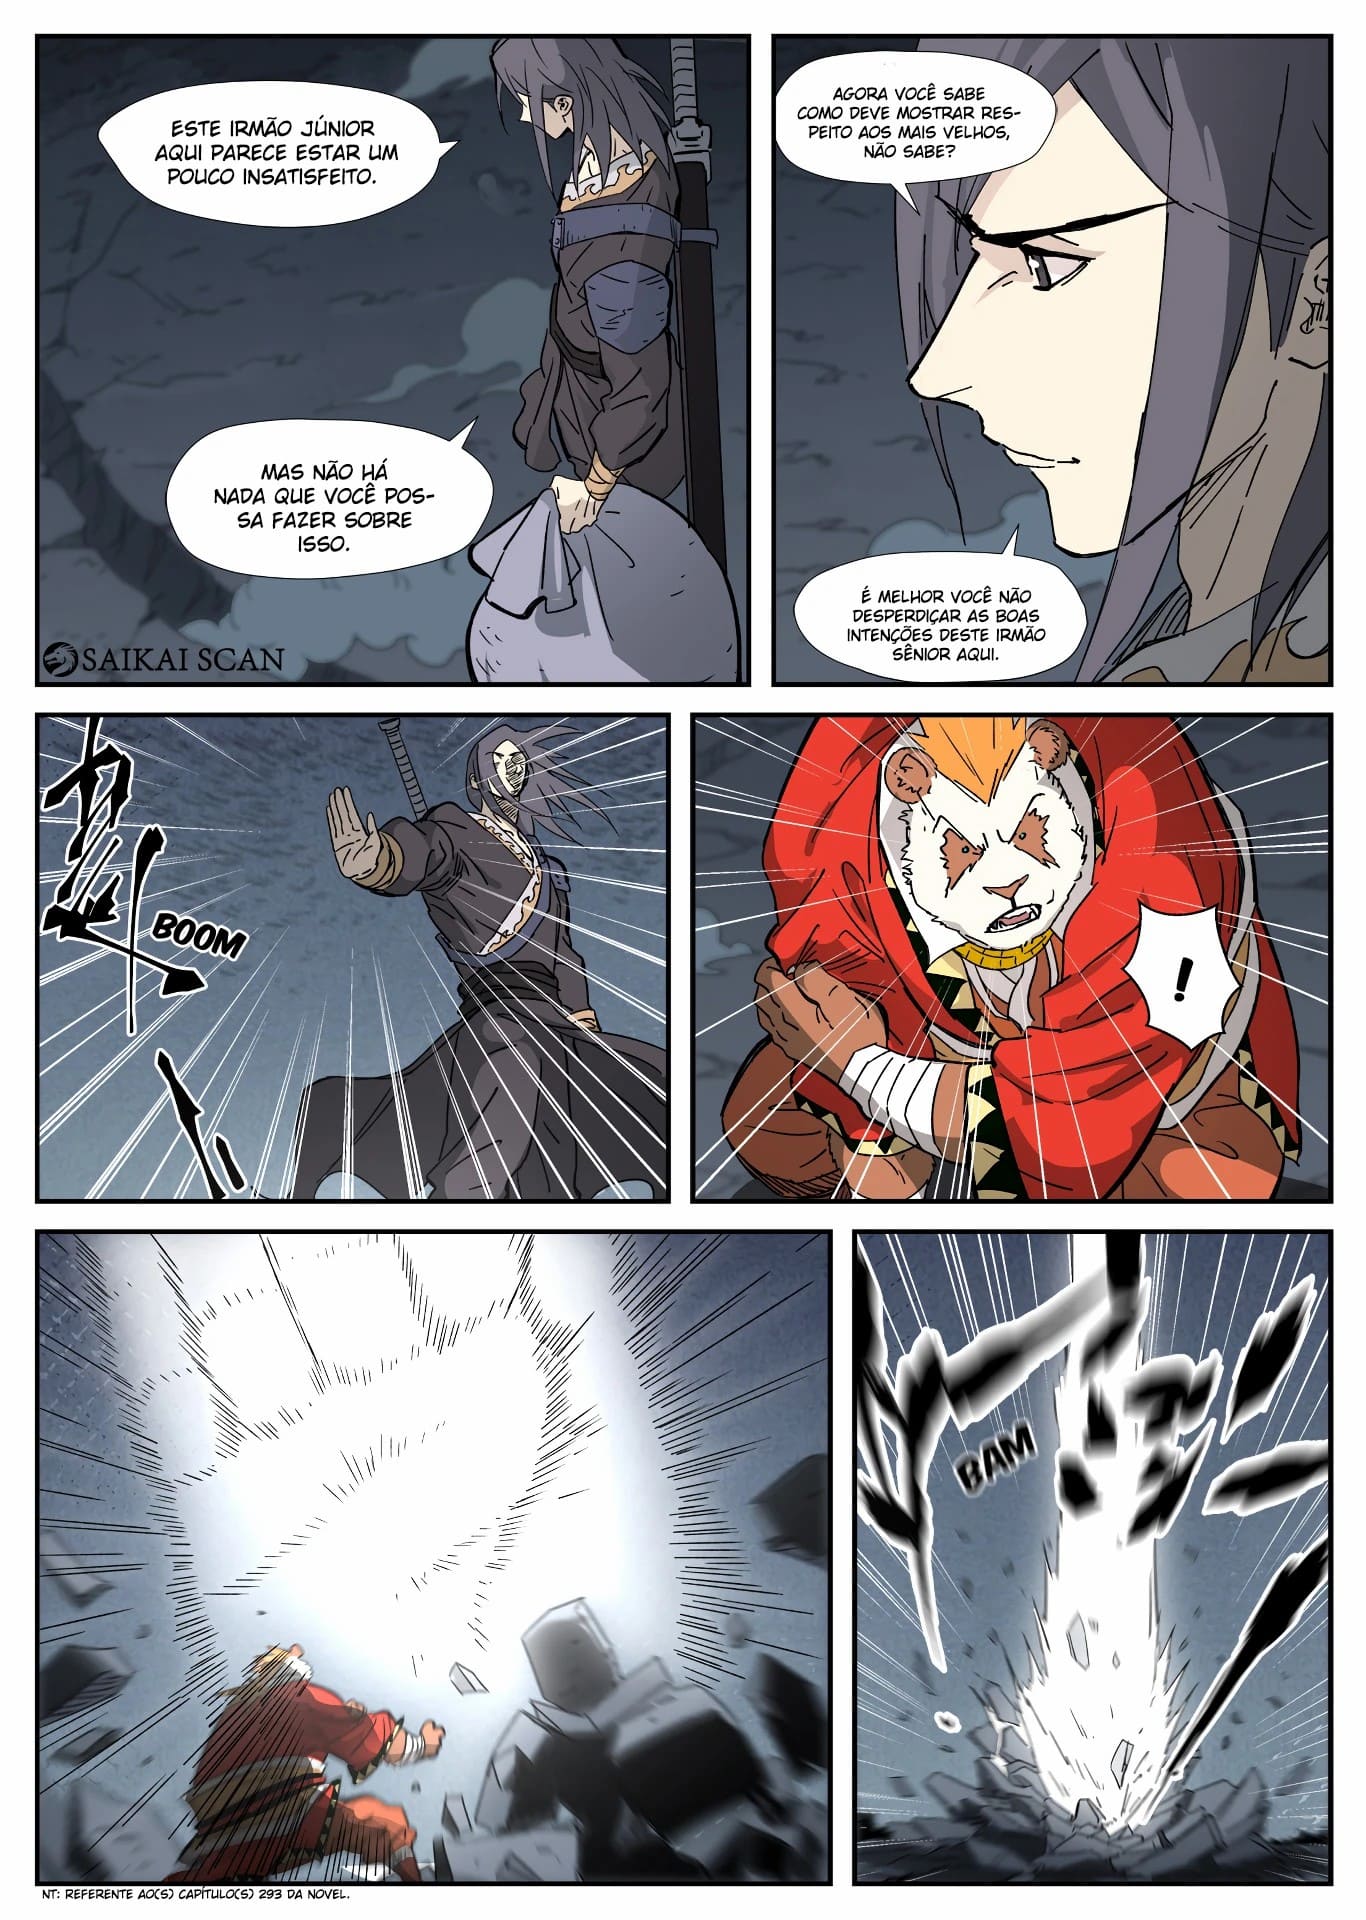 ESTE IRMÃO JÚNIOR
AQUI PARECE ESTAR UM
POUCO INSATISFEITO.
MAS NÃO HÁ
NADA QUE VOCÊ POS-
SA FAZER SOBRE
ISSO.
SAIKAI SCAN
AGORA VOCÊ SABE
COMO DEVE MOSTRAR RES-
PEITO AOS MAIS VELHOS,
NÃO SABE?
É MELHOR VOCÊ NÃO
DESPERDIÇAR AS BOAS
INTENÇÕES DESTE IRMÃO
SÊNIOR AQUI.
BOOM
!
BAM
NT: REFERENTE AO(S) CAPÍTULO(S) 293 DA NOVEL.